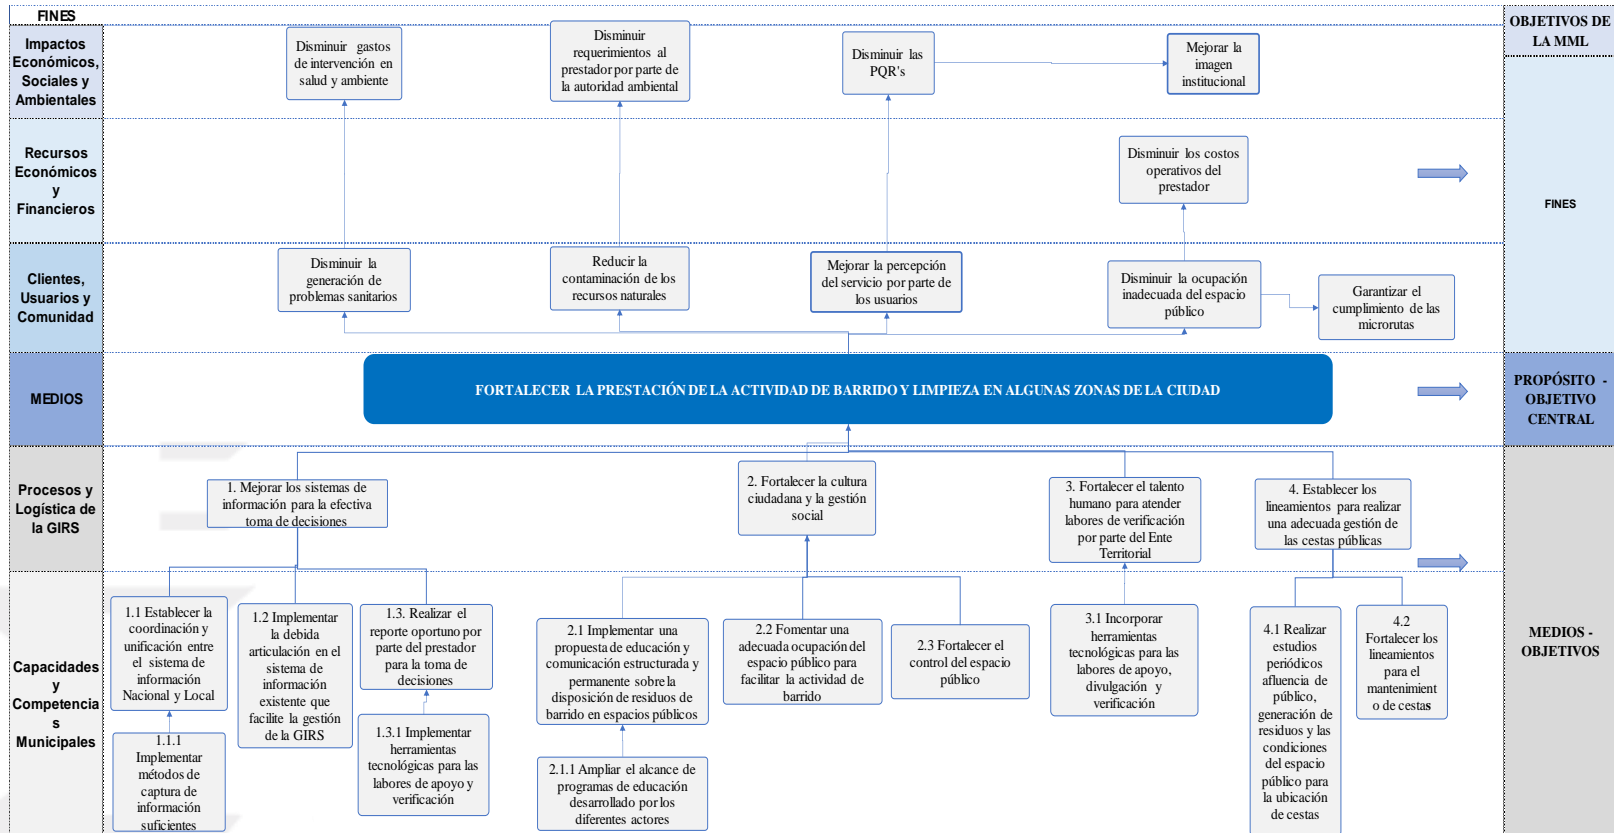 FINES
OBJETIVOS DE
LA MML
Impactos
Económicos,
Sociales y
Ambientales
Disminuir gastos
de intervención en
salud y ambiente
Disminuir
requerimientos al
prestador por parte de
la autoridad ambiental
Disminuir las
PQR's
Mejorar la
imagen
institucional
Recursos
Económicos
y
Financieros
Disminuir los costos
operativos del
prestador
FINES
Clientes,
Usuarios y
Comunidad
Disminuir la
generación de
problemas sanitarios
Reducir la
contaminación de los
recursos naturales
Mejorar la percepción
del servicio por parte de
los usuarios
Disminuir la ocupación
inadecuada del espacio
público
Garantizar el
cumplimiento de las
microrutas
MEDIOS
FORTALECER LA PRESTACIÓN DE LA ACTIVIDAD DE BARRIDO Y LIMPIEZA EN ALGUNAS ZONAS DE LA CIUDAD
PROPÓSITO -
OBJETIVO
CENTRAL
Procesos y
Logística de
la GIRS
1. Mejorar los sistemas de
información para la efectiva
toma de decisiones
2. Fortalecer la cultura
ciudadana y la gestión
social
3. Fortalecer el talento
humano para atender
labores de verificación
por parte del Ente
Territorial
4. Establecer los
lineamientos para realizar
una adecuada gestión de
las cestas públicas
Capacidades
y
Competencia
s
Municipales
1.1 Establecer la
coordinación y
unificación entre
el sistema de
información
Nacional y Local
1.2 Implementar
la debida
articulación en el
sistema de
información
existente que
facilite la gestión
de la GIRS
1.3. Realizar el
reporte oportuno por
parte del prestador
para la toma de
decisiones
2.1 Implementar una
propuesta de educación y
comunicación estructurada y
permanente sobre la
disposición de residuos de
barrido en espacios públicos
2.2 Fomentar una
adecuada ocupación del
espacio público para
facilitar la actividad de
barrido
2.3 Fortalecer el
control del espacio
público
3.1 Incorporar
herramientas
tecnológicas para las
labores de apoyo,
divulgación y
verificación
4.1 Realizar
estudios
periódicos
afluencia de
público,
generación de
residuos y las
condiciones
del espacio
público para
la ubicación
de cestas
4.2
Fortalecer los
lineamientos
para el
mantenimient
o de cestas
MEDIOS -
OBJETIVOS
1.1.1
Implementar
métodos de
captura de
información
suficientes
1.3.1 Implementar
herramientas
tecnológicas para las
labores de apoyo y
verificación
2.1.1 Ampliar el alcance de
programas de educación
desarrollado por los
diferentes actores